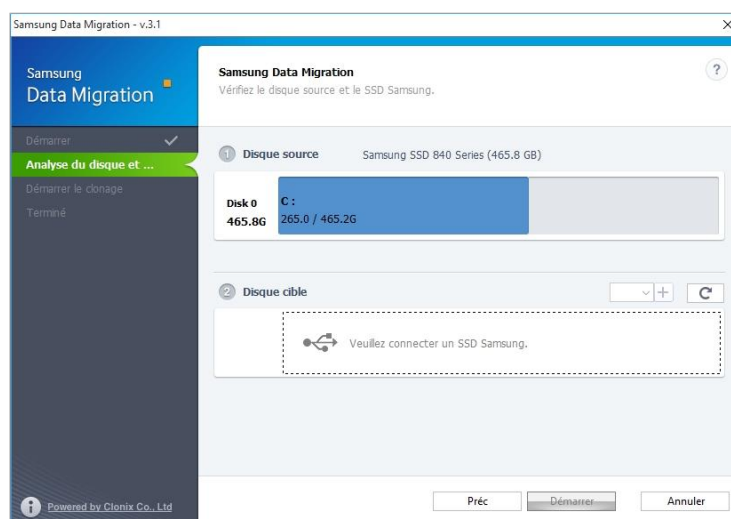 Samsung Data Migration - v.3.1
Samsung
Data Migration
Samsung Data Migration
Vérifiez le disque source et le SSD Samsung.
?
Démarrer
Analyse du disque et ...
Démarrer le clonage
Terminé
1 Disque source Samsung SSD 840 Series (465.8 GB)
Disk 0
465.8G
C :
265.0 / 465.2G
2 Disque cible
Veuillez connecter un SSD Samsung.
Powered by Clonix Co., Ltd
Préc Démarrer Annuler